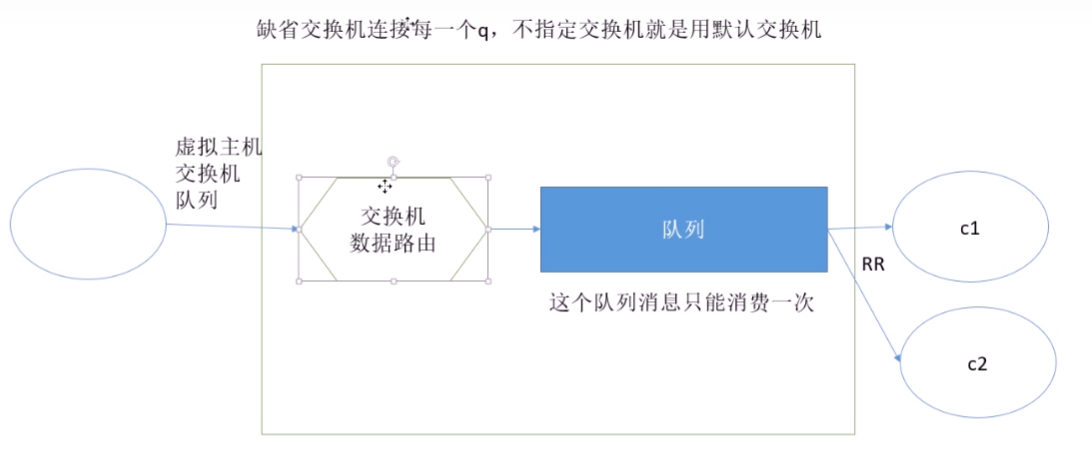 缺省交换机连接每一个q，不指定交换机就是用默认交换机
虚拟主机
交换机
队列
交换机
数据路由
队列
c1
RR
这个队列消息只能消费一次
c2